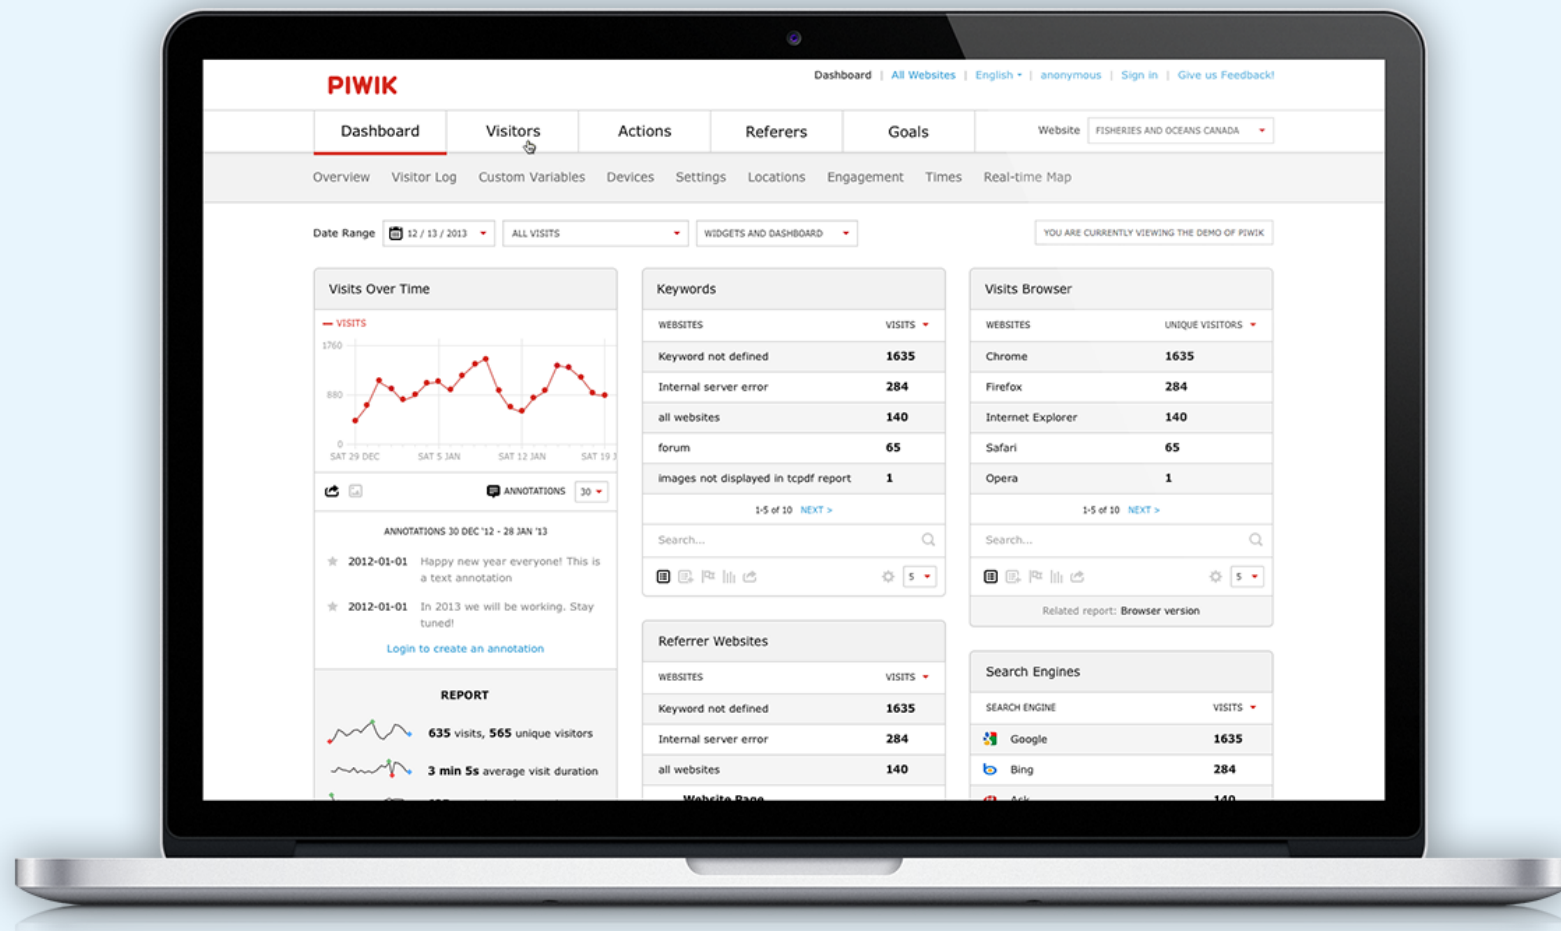 PIWIK
Dashboard | All Websites | English | anonymous | Sign in | Give us Feedback!
Dashboard Visitors Actions Referers Goals Website FISHERIES AND OCEANS CANADA
Overview Visitor Log Custom Variables Devices Settings Locations Engagement Times Real-time Map
Date Range 12 / 13 / 2013 ALL VISITS WIDGETS AND DASHBOARD YOU ARE CURRENTLY VIEWING THE DEMO OF PIWIK
Visits Over Time
VISITS
1760
880
0
SAT 29 DEC SAT 5 JAN SAT 12 JAN SAT 19 J
ANNOTATIONS 30
ANNOTATIONS 30 DEC '12 - 28 JAN '13
2012-01-01 Happy new year everyone! This is
a text annotation
2012-01-01 In 2013 we will be working. Stay
tuned!
Login to create an annotation
REPORT
635 visits, 565 unique visitors
3 min 5s average visit duration
Keywords
WEBSITES VISITS
Keyword not defined 1635
Internal server error 284
all websites 140
forum 65
images not displayed in tcpdf report 1
1-5 of 10 NEXT >
Search...
5
Referrer Websites
WEBSITES VISITS
Keyword not defined 1635
Internal server error 284
all websites 140
Website Page
Visits Browser
WEBSITES UNIQUE VISITORS
Chrome 1635
Firefox 284
Internet Explorer 140
Safari 65
Opera 1
1-5 of 10 NEXT >
Search...
5
Related report: Browser version
Search Engines
SEARCH ENGINE VISITS
Google 1635
Bing 284
Ask 140